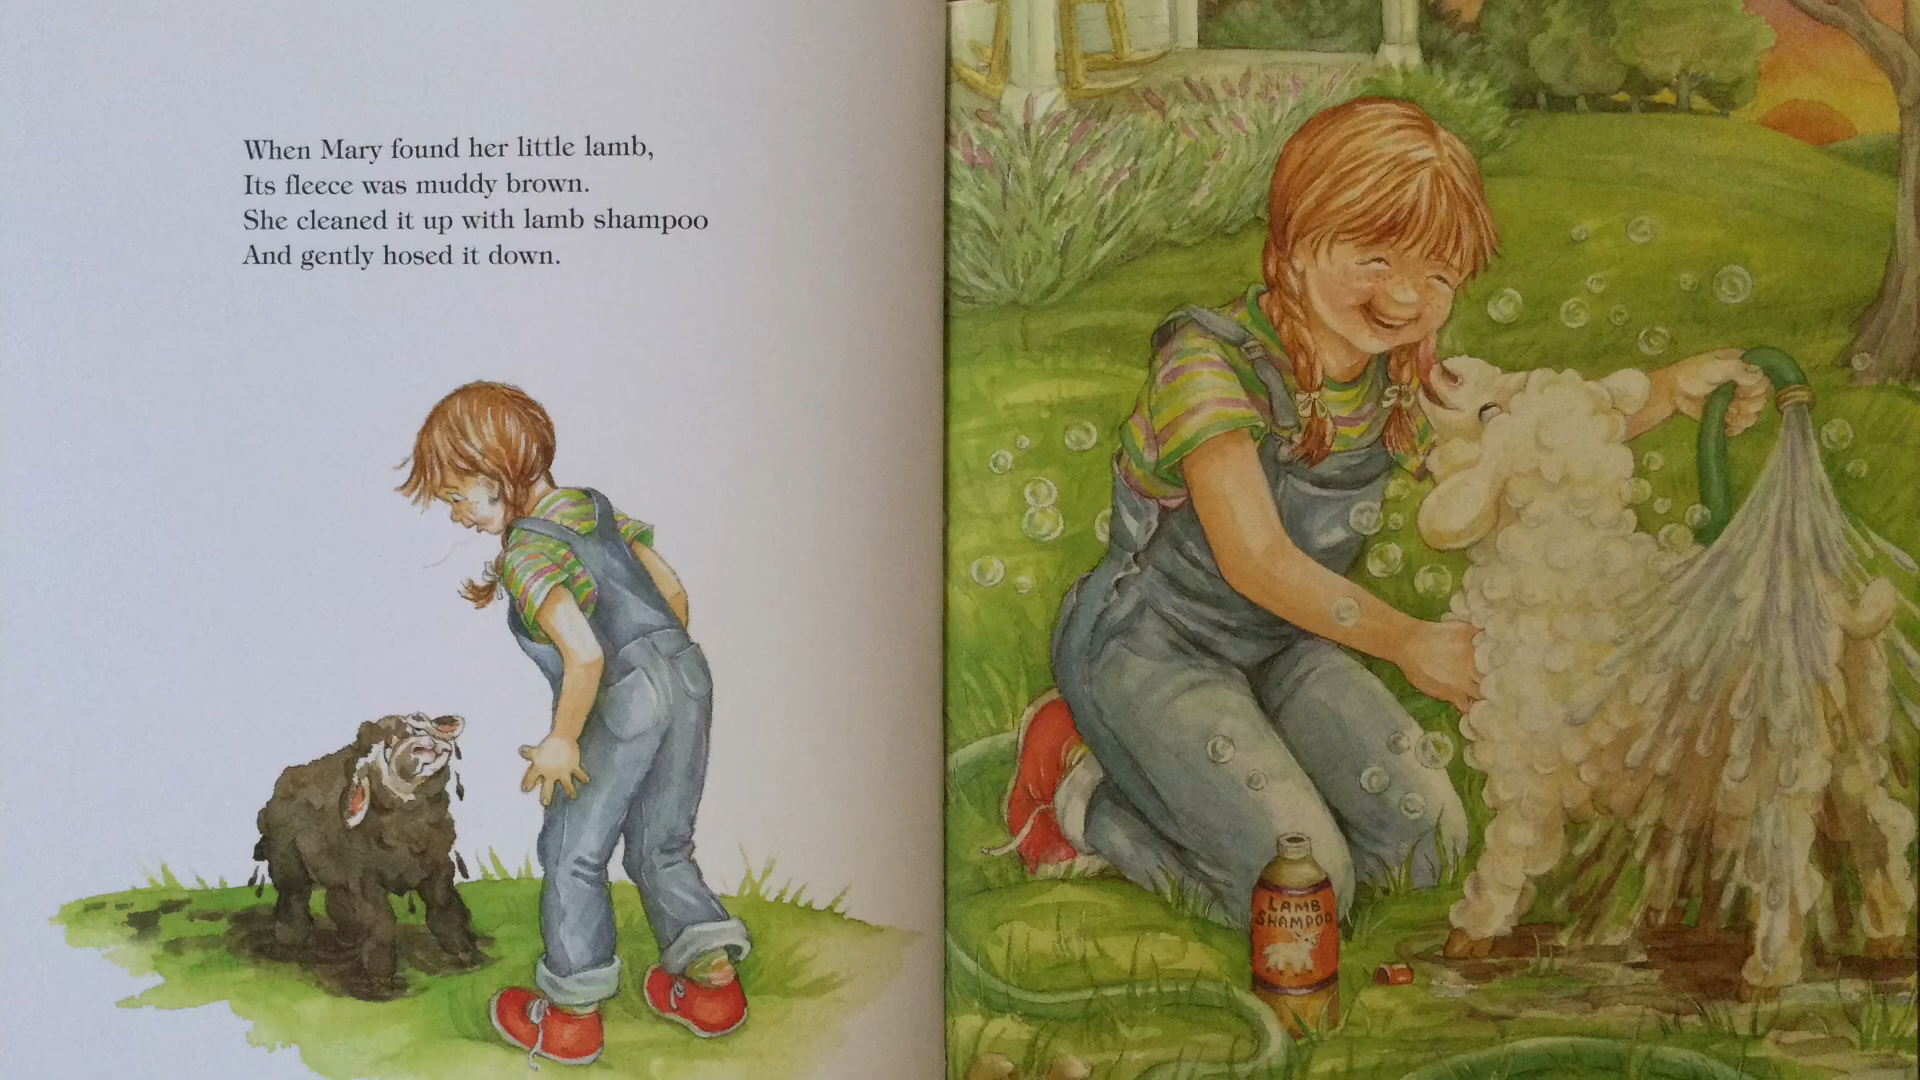 When Mary found her little lamb,
Its fleece was muddy brown.
She cleaned it up with lamb shampoo
And gently hosed it down.
LAMB
SHAMPOO